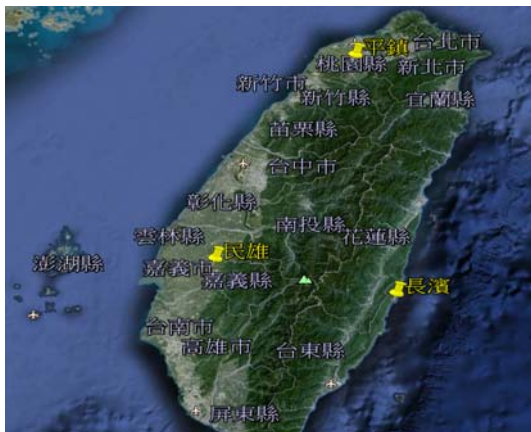 平鎮
台北市
桃園縣
新北市
新竹市
新竹縣
宜蘭縣
苗栗縣
台中市
彰化縣
南投縣
雲林縣
花蓮縣
民雄
澎湖縣
嘉義市
嘉義縣
長濱
台南市
高雄市
台東縣
屏東縣